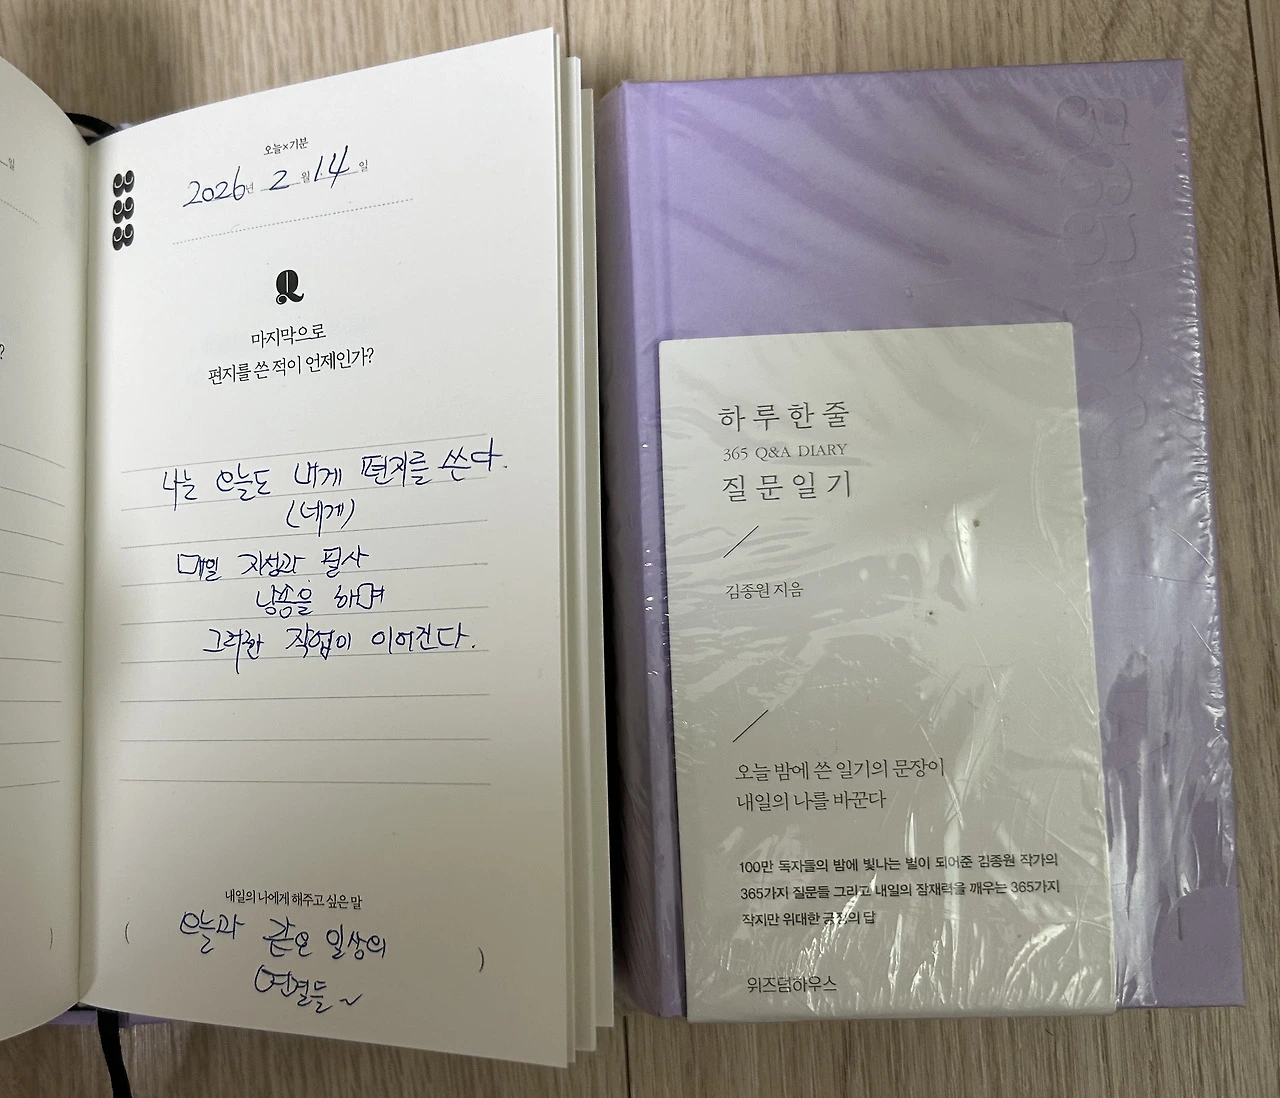 일
?
)
오늘×기분
2026년 2월 14일
333
Q
마지막으로
편지를 쓴 적이 언제인가?
나는 오늘도 내게 편지를 쓴다.
(네게)
매일 지성과 필사
낭송을 하며
그러한 작업이 이어진다.
내일의 나에게 해주고 싶은 말
( 오늘과 같은 일상의 )
연결들~
하루한줄
365 Q&A DIARY
질문일기
김종원 지음
오늘 밤에 쓴 일기의 문장이
내일의 나를 바꾼다
100만 독자들의 밤에 빛나는 별이 되어준 김종원 작가의
365가지 질문들 그리고 내일의 잠재력을 깨우는 365가지
작지만 위대한 긍정의 답
위즈덤하우스